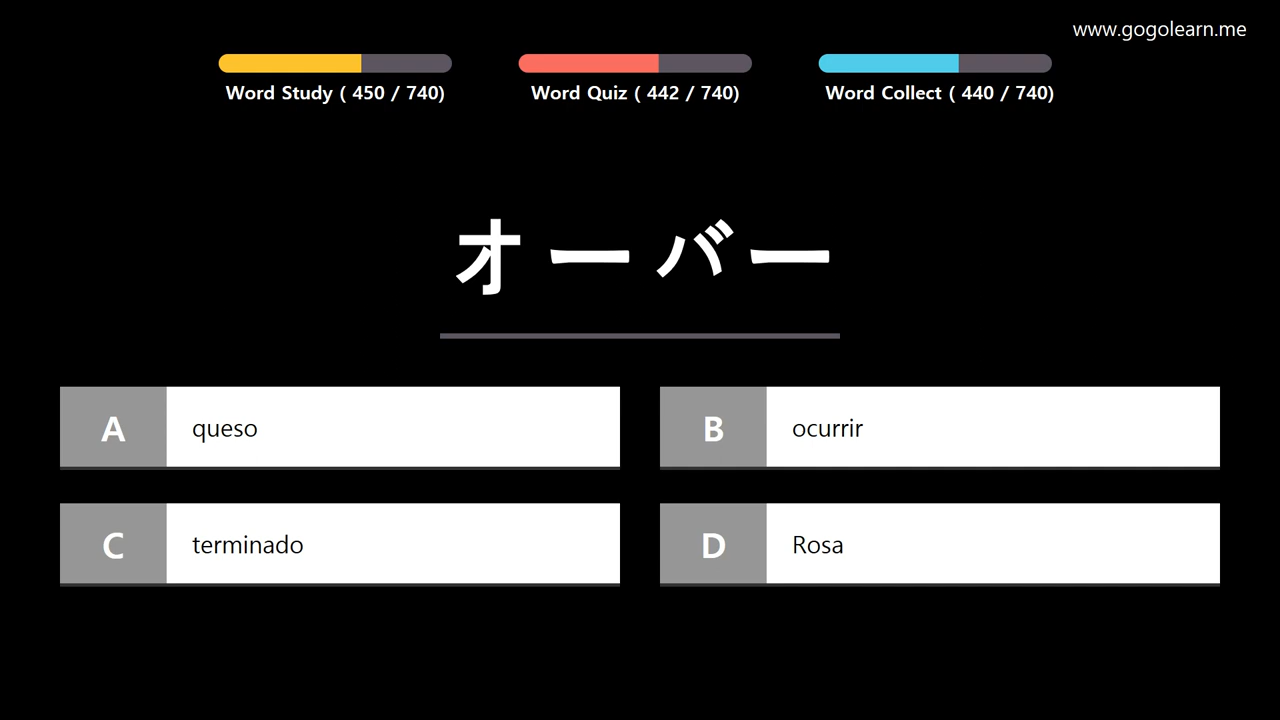 www.gogolearn.me
Word Study ( 450 / 740)
Word Quiz ( 442 / 740)
Word Collect ( 440 / 740)
オーバー
A queso
B ocurrir
C terminado
D Rosa